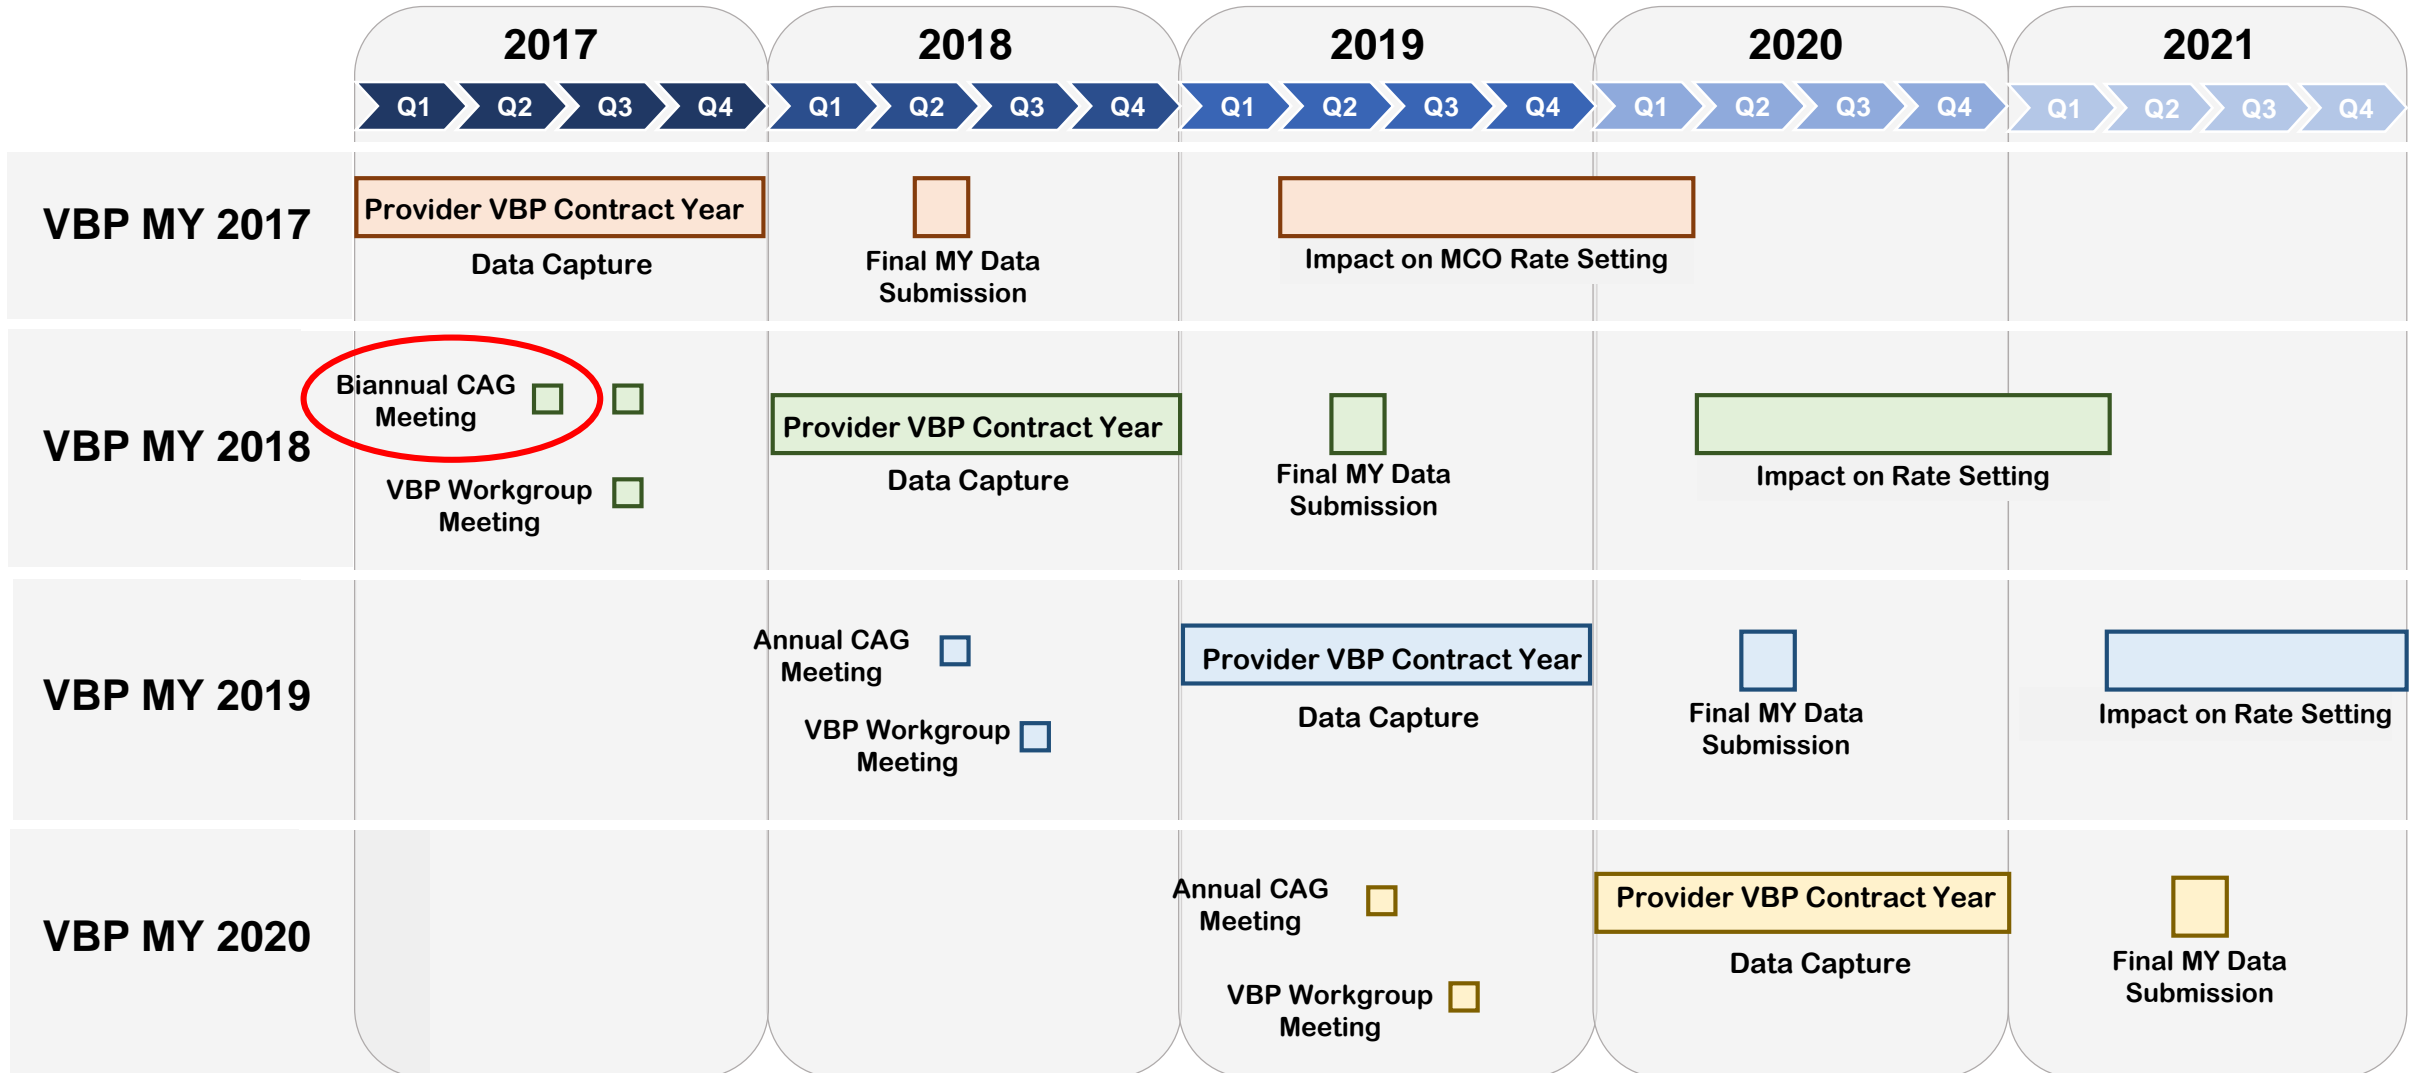 2017 2018 2019 2020 2021
Q1 Q2 Q3 Q4 Q1 Q2 Q3 Q4 Q1 Q2 Q3 Q4 Q1 Q2 Q3 Q4 Q1 Q2 Q3 Q4
VBP MY 2017
Provider VBP Contract Year
Data Capture
Final MY Data
Submission
Impact on MCO Rate Setting
VBP MY 2018
Biannual CAG
Meeting
VBP Workgroup
Meeting
Provider VBP Contract Year
Data Capture
Final MY Data
Submission
Impact on Rate Setting
VBP MY 2019
Annual CAG
Meeting
VBP Workgroup
Meeting
Provider VBP Contract Year
Data Capture
Final MY Data
Submission
Impact on Rate Setting
VBP MY 2020
Annual CAG
Meeting
VBP Workgroup
Meeting
Provider VBP Contract Year
Data Capture
Final MY Data
Submission